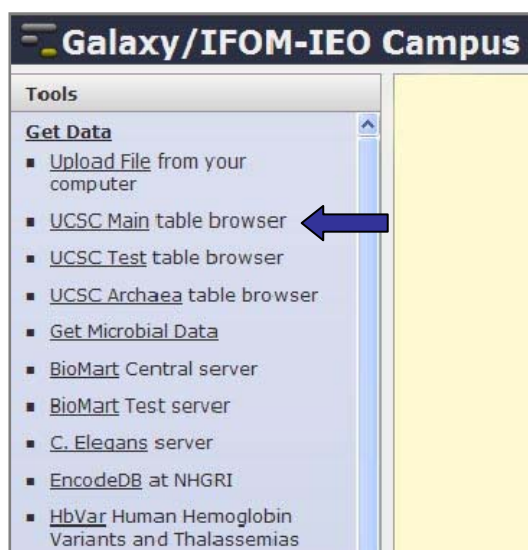 Galaxy/IFOM-IEO Campus
Tools
Get Data
Upload File from your
computer
UCSC Main table browser
UCSC Test table browser
UCSC Archaea table browser
Get Microbial Data
BioMart Central server
BioMart Test server
C. Elegans server
EncodeDB at NHGRI
HbVar Human Hemoglobin
Variants and Thalassemias